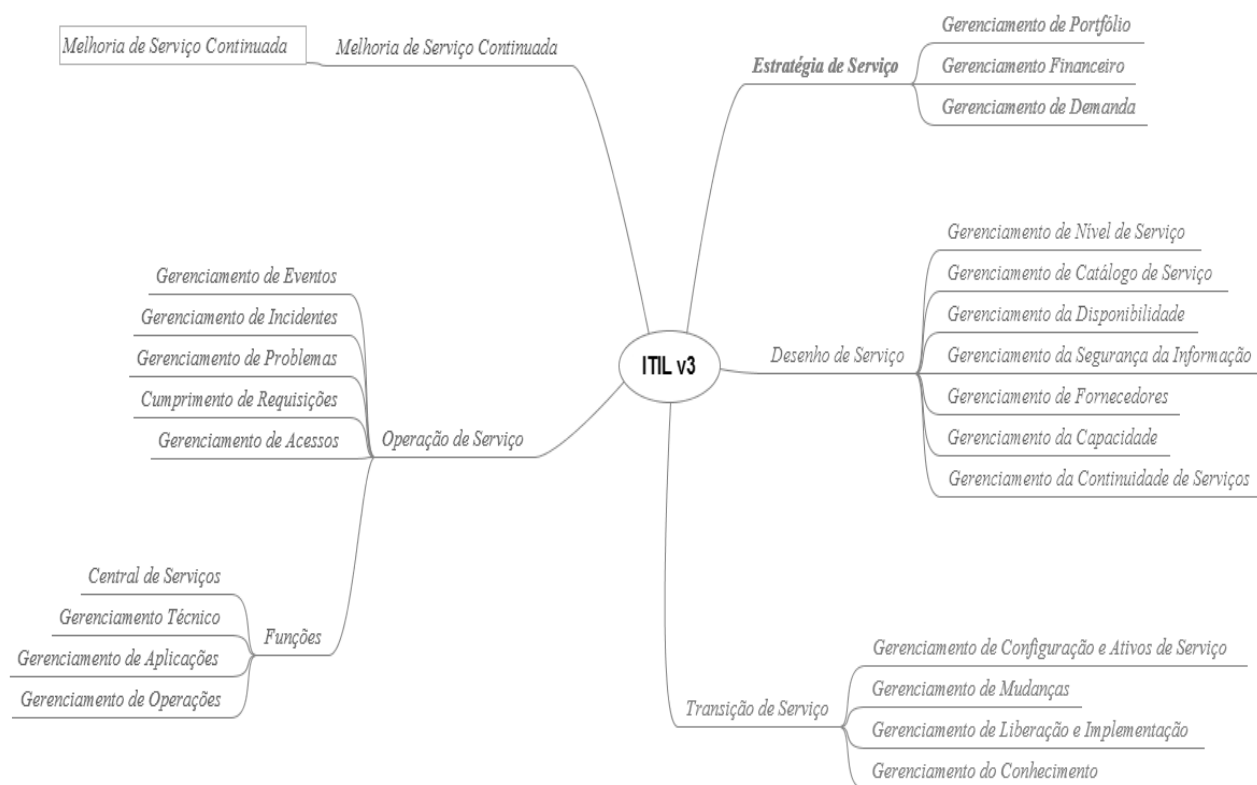 Melhoria de Serviço Continuada
Melhoria de Serviço Continuada
Estratégia de Serviço
Gerenciamento de Portfólio
Gerenciamento Financeiro
Gerenciamento de Demanda
Gerenciamento de Eventos
Gerenciamento de Incidentes
Gerenciamento de Problemas
Cumprimento de Requisições
Gerenciamento de Acessos
Operação de Serviço
ITIL v3
Desenho de Serviço
Gerenciamento de Nível de Serviço
Gerenciamento de Catálogo de Serviço
Gerenciamento da Disponibilidade
Gerenciamento da Segurança da Informação
Gerenciamento de Fornecedores
Gerenciamento da Capacidade
Gerenciamento da Continuidade de Serviços
Central de Serviços
Gerenciamento Técnico
Gerenciamento de Aplicações
Gerenciamento de Operações
Funções
Transição de Serviço
Gerenciamento de Configuração e Ativos de Serviço
Gerenciamento de Mudanças
Gerenciamento de Liberação e Implementação
Gerenciamento do Conhecimento